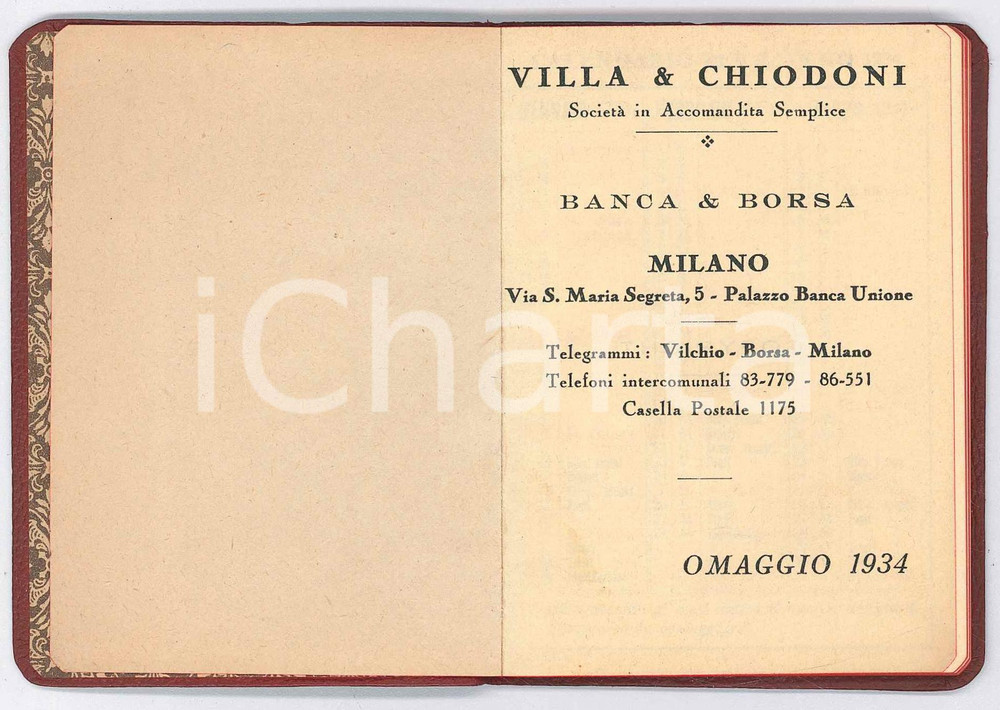 VILLA & CHIODONI
Società in Accomandita Semplice
BANCA & BORSA
MILANO
Via S. Maria Segreta, 5 - Palazzo Banca Unione
Telegrammi : Vilchio - Borsa - Milano
Telefoni intercomunali 83-779 - 86-551
Casella Postale 1175
OMAGGIO 1934
iCharta